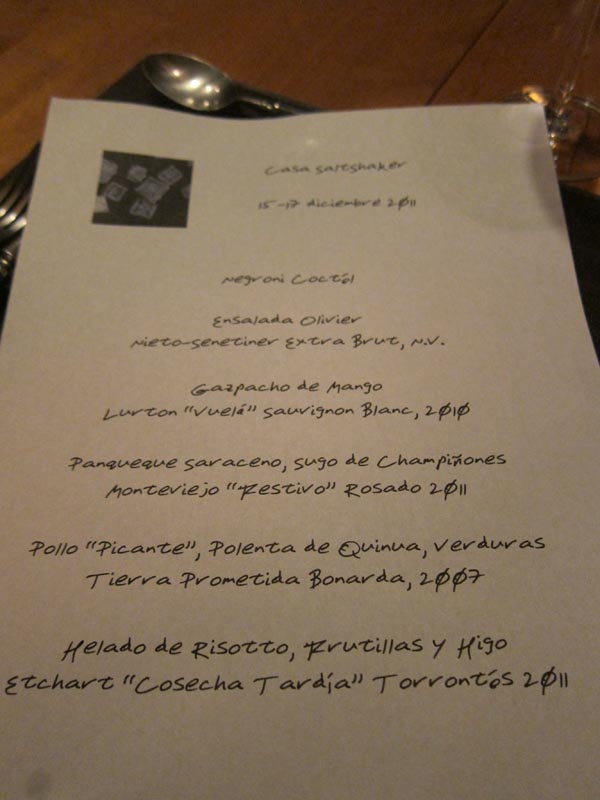 Casa Saltshaker
15-17 diciembre 2011
Negroni Coctél
Ensalada Olivier
Nieto-Senetiner Extra Brut, N.V.
Gazpacho de Mango
Lurton "Vuelá" Sauvignon Blanc, 2010
Panqueque Saraceno, Sugo de Champiñones
Monteviejo "Festivo" Rosado 2011
Pollo "Picante", Polenta de Quinua, Verduras
Tierra Prometida Bonarda, 2007
Helado de Risotto, Frutillas y Higo
Etchart "Cosecha Tardía" Torrontés 2011